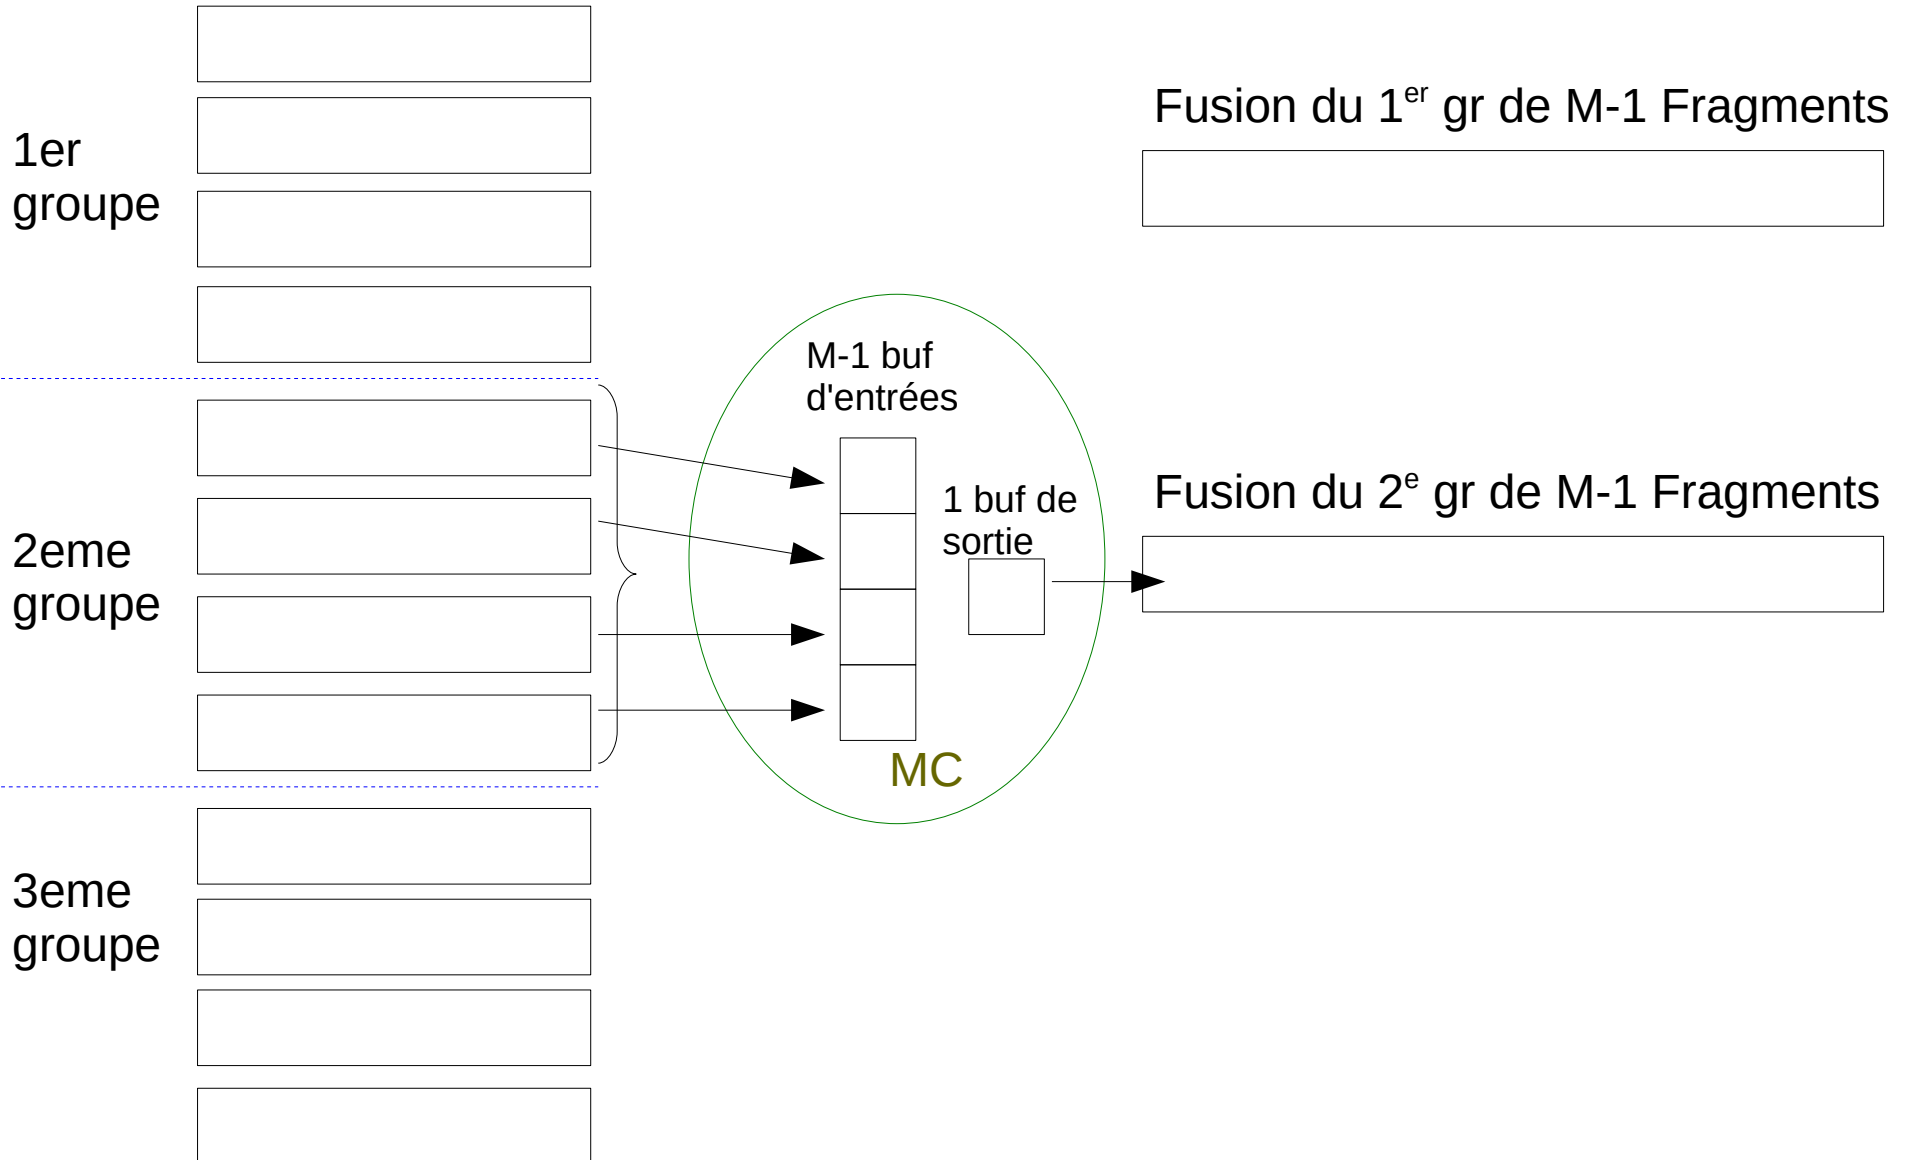 Fusion du 1er gr de M-1 Fragments
1er
groupe
M-1 buf
d'entrées
1 buf de
sortie
Fusion du 2e gr de M-1 Fragments
2eme
groupe
MC
3eme
groupe